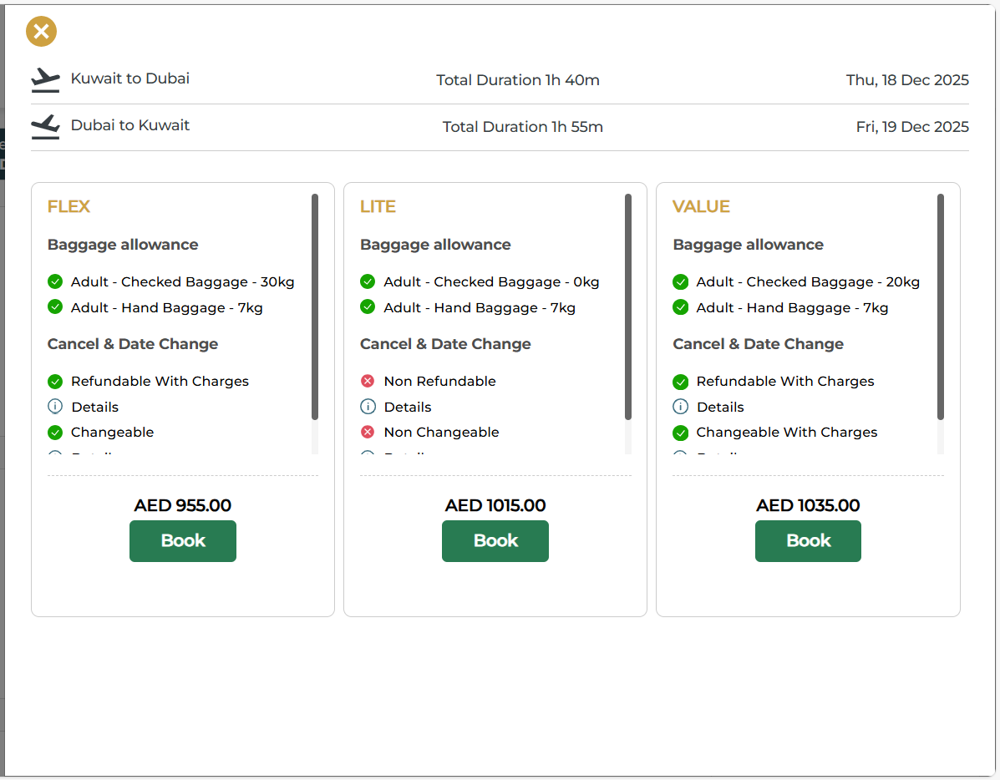 Kuwait to Dubai
Total Duration 1h 40m
Thu, 18 Dec 2025
Dubai to Kuwait
Total Duration 1h 55m
Fri, 19 Dec 2025
FLEX
Baggage allowance
Adult - Checked Baggage - 30kg
Adult - Hand Baggage - 7kg
Cancel & Date Change
Refundable With Charges
Details
Changeable
AED 955.00
Book
LITE
Baggage allowance
Adult - Checked Baggage - 0kg
Adult - Hand Baggage - 7kg
Cancel & Date Change
Non Refundable
Details
Non Changeable
AED 1015.00
Book
VALUE
Baggage allowance
Adult - Checked Baggage - 20kg
Adult - Hand Baggage - 7kg
Cancel & Date Change
Refundable With Charges
Details
Changeable With Charges
AED 1035.00
Book